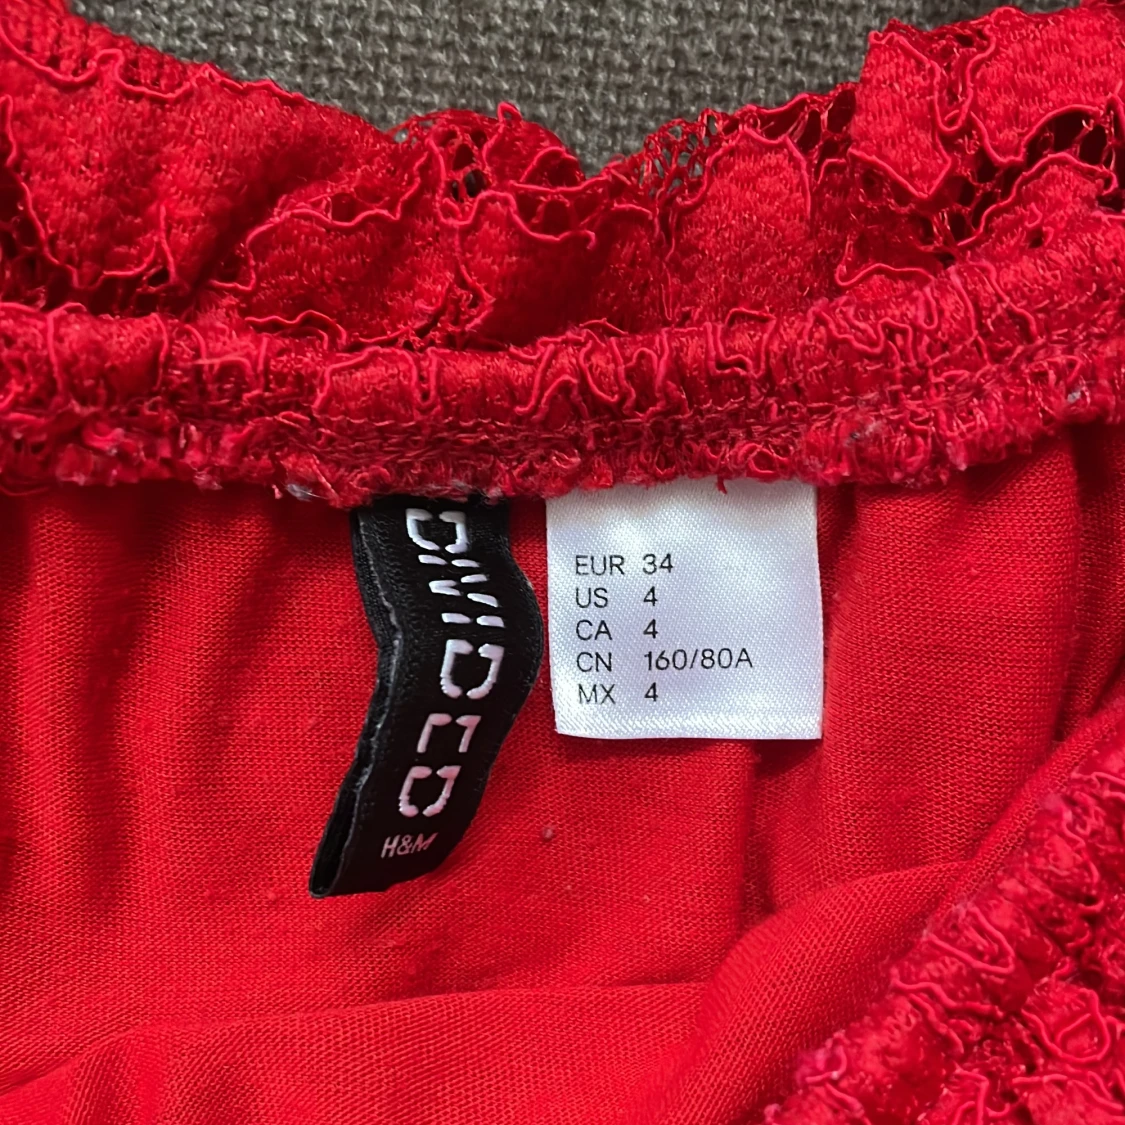 DIVIDED
H&M
EUR 34
US 4
CA 4
CN 160/80A
MX 4